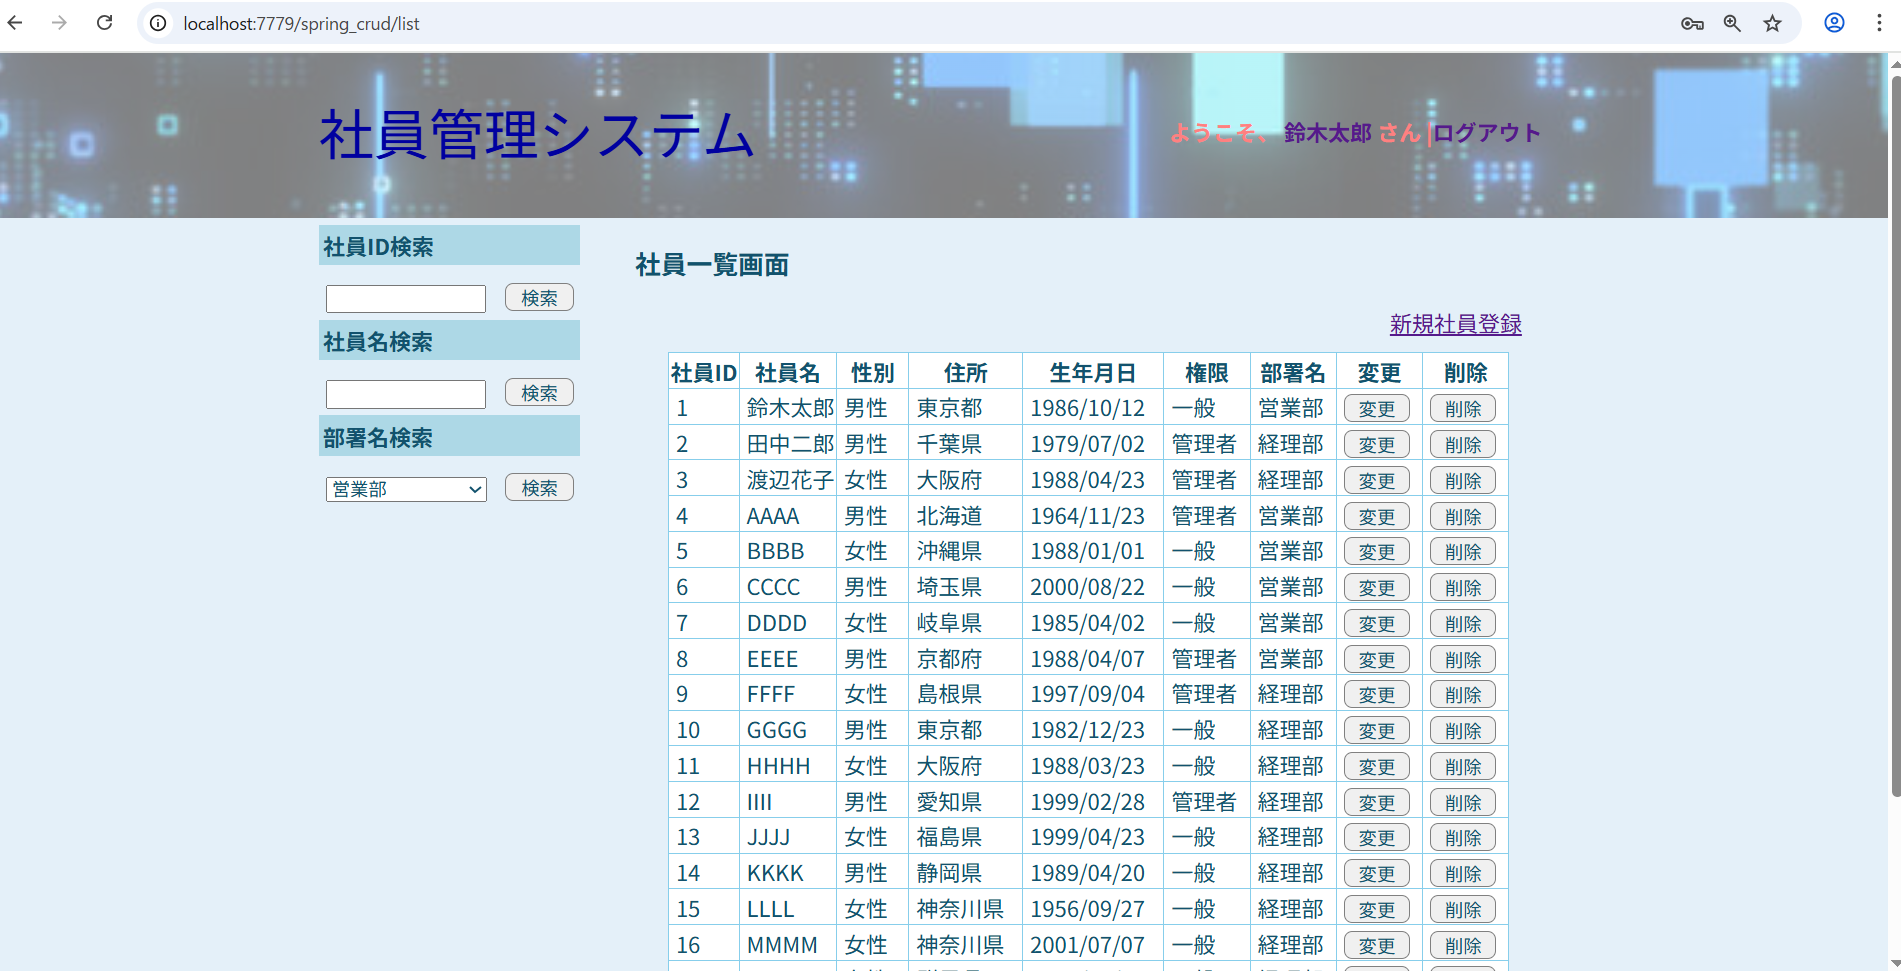 localhost:7779/spring_crud/list
社員管理システム
ようこそ、 鈴木太郎 さん |ログアウト
社員ID検索
検索
社員名検索
検索
部署名検索
営業部 検索
社員一覧画面
新規社員登録
社員ID 社員名 性別 住所 生年月日 権限 部署名 変更 削除
1 鈴木太郎 男性 東京都 1986/10/12 一般 営業部 変更 削除
2 田中二郎 男性 千葉県 1979/07/02 管理者 経理部 変更 削除
3 渡辺花子 女性 大阪府 1988/04/23 管理者 経理部 変更 削除
4 AAAA 男性 北海道 1964/11/23 管理者 営業部 変更 削除
5 BBBB 女性 沖縄県 1988/01/01 一般 営業部 変更 削除
6 CCCC 男性 埼玉県 2000/08/22 一般 営業部 変更 削除
7 DDDD 女性 岐阜県 1985/04/02 一般 営業部 変更 削除
8 EEEE 男性 京都府 1988/04/07 管理者 営業部 変更 削除
9 FFFF 女性 島根県 1997/09/04 管理者 経理部 変更 削除
10 GGGG 男性 東京都 1982/12/23 一般 経理部 変更 削除
11 HHHH 女性 大阪府 1988/03/23 一般 経理部 変更 削除
12 IIII 男性 愛知県 1999/02/28 管理者 経理部 変更 削除
13 JJJJ 女性 福島県 1999/04/23 一般 経理部 変更 削除
14 KKKK 男性 静岡県 1989/04/20 一般 経理部 変更 削除
15 LLLL 女性 神奈川県 1956/09/27 一般 経理部 変更 削除
16 MMMM 女性 神奈川県 2001/07/07 一般 経理部 変更 削除